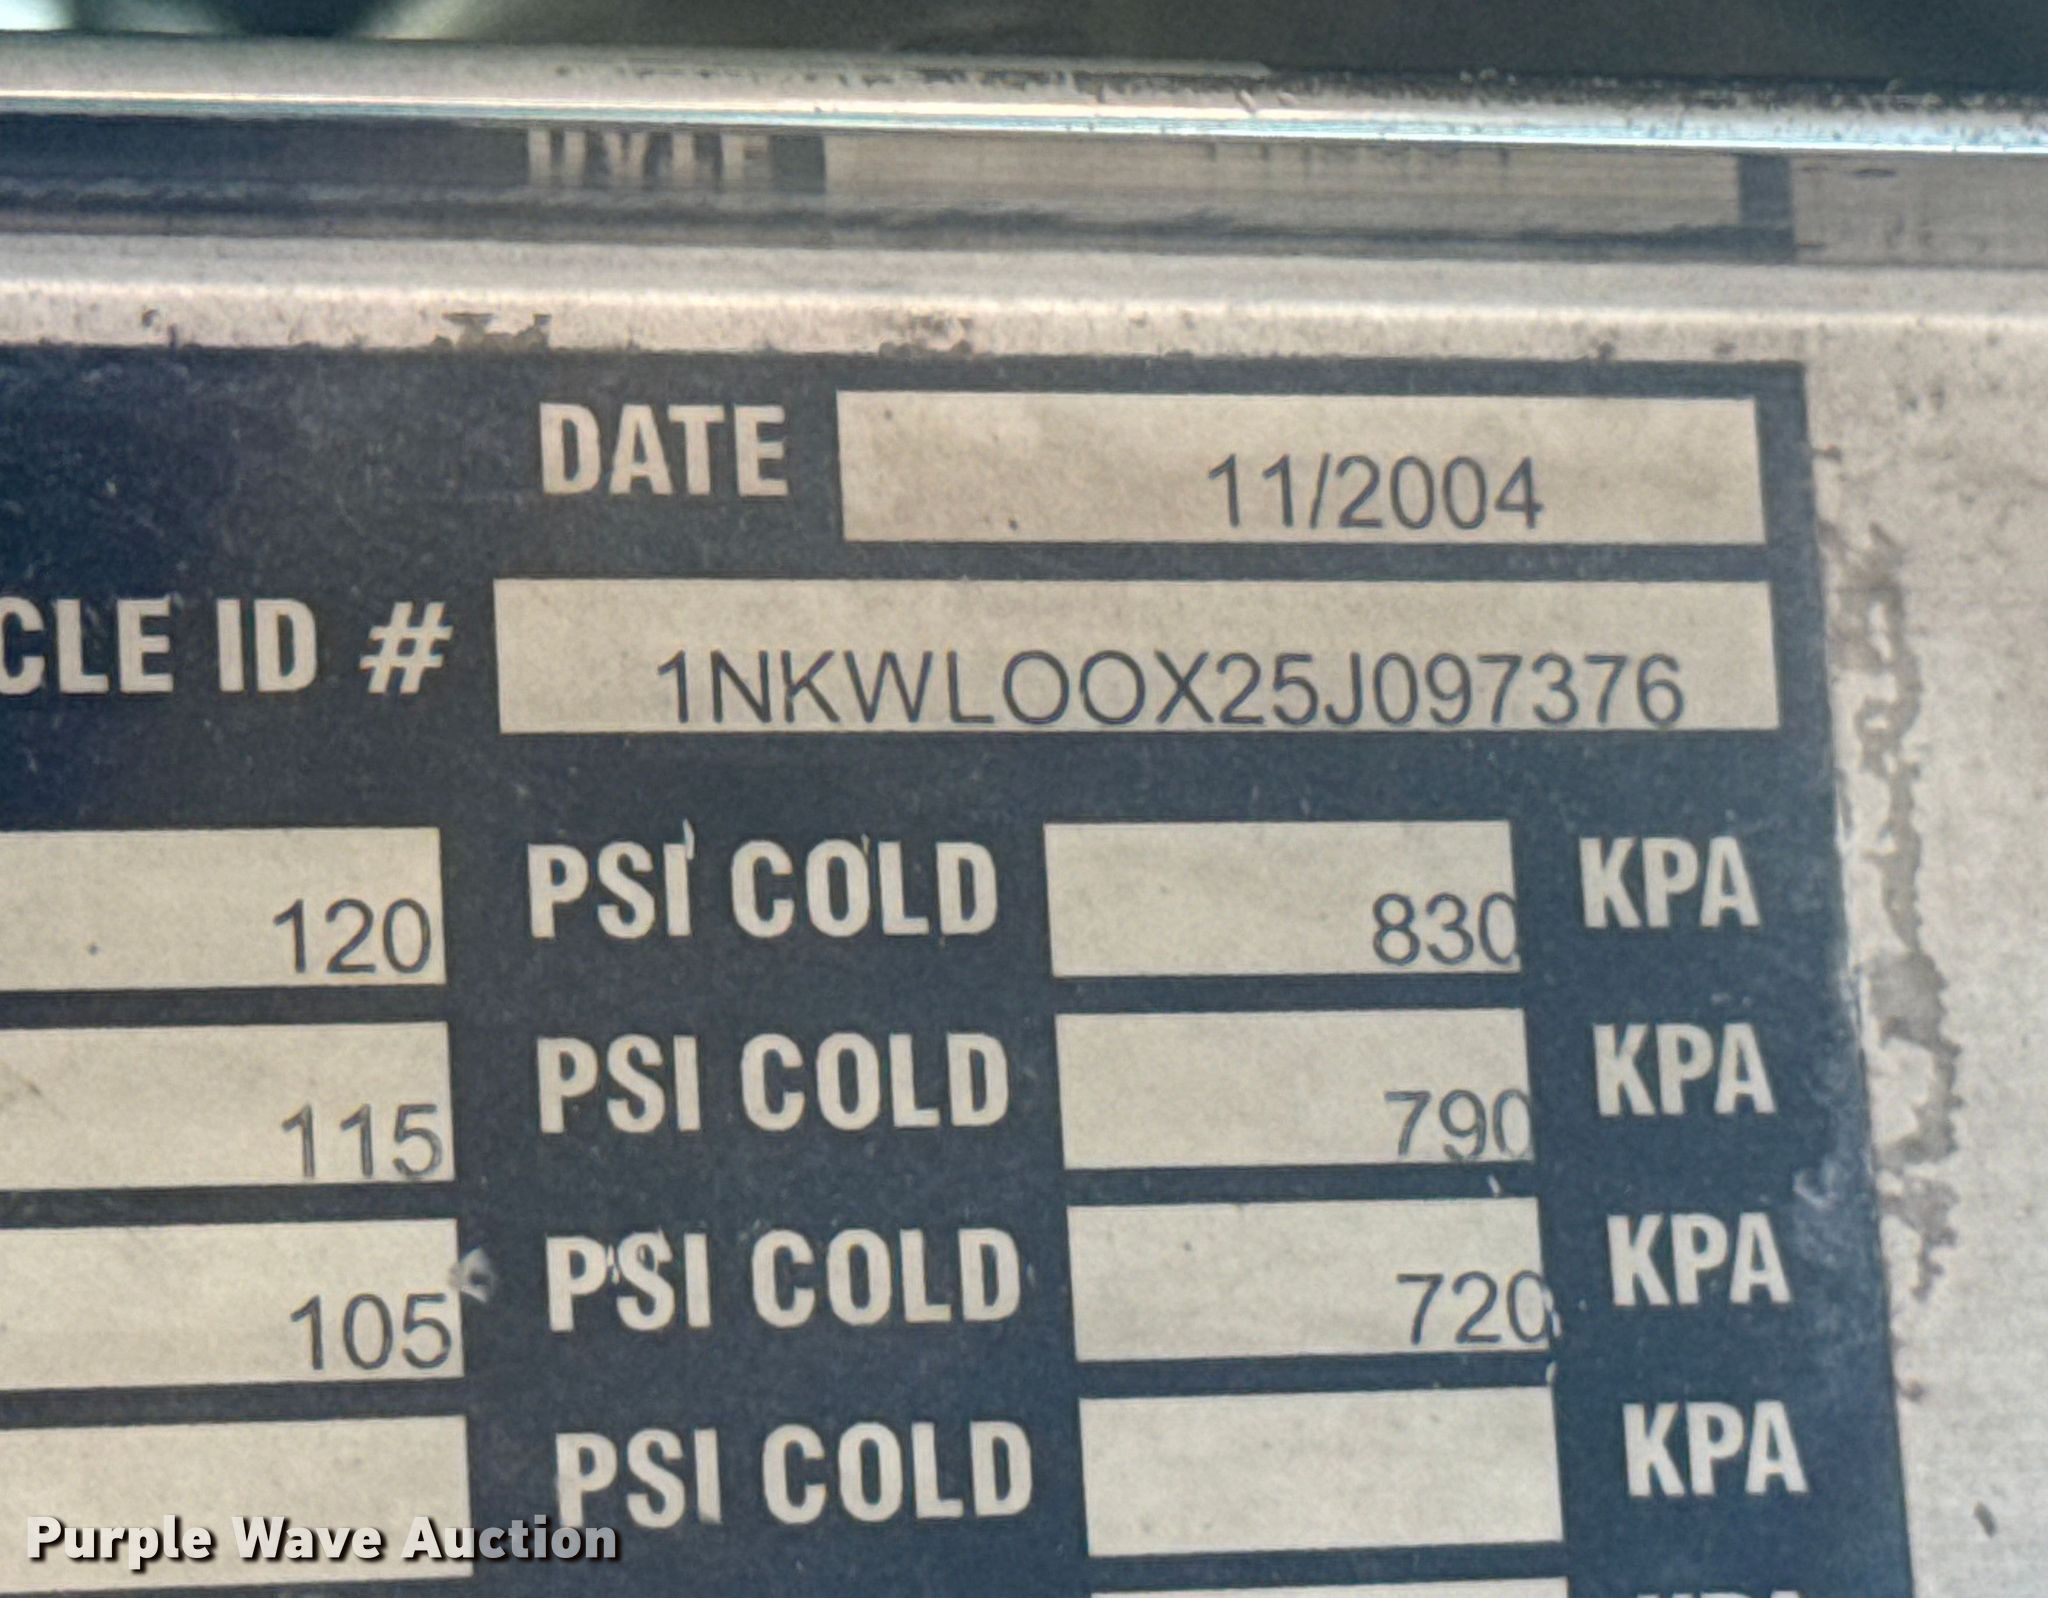 DATE 11/2004
CLE ID # 1NKWLOOX25J097376
120 PSI COLD 830 KPA
115 PSI COLD 790 KPA
105 PSI COLD 720 KPA
PSI COLD KPA
Purple Wave Auction